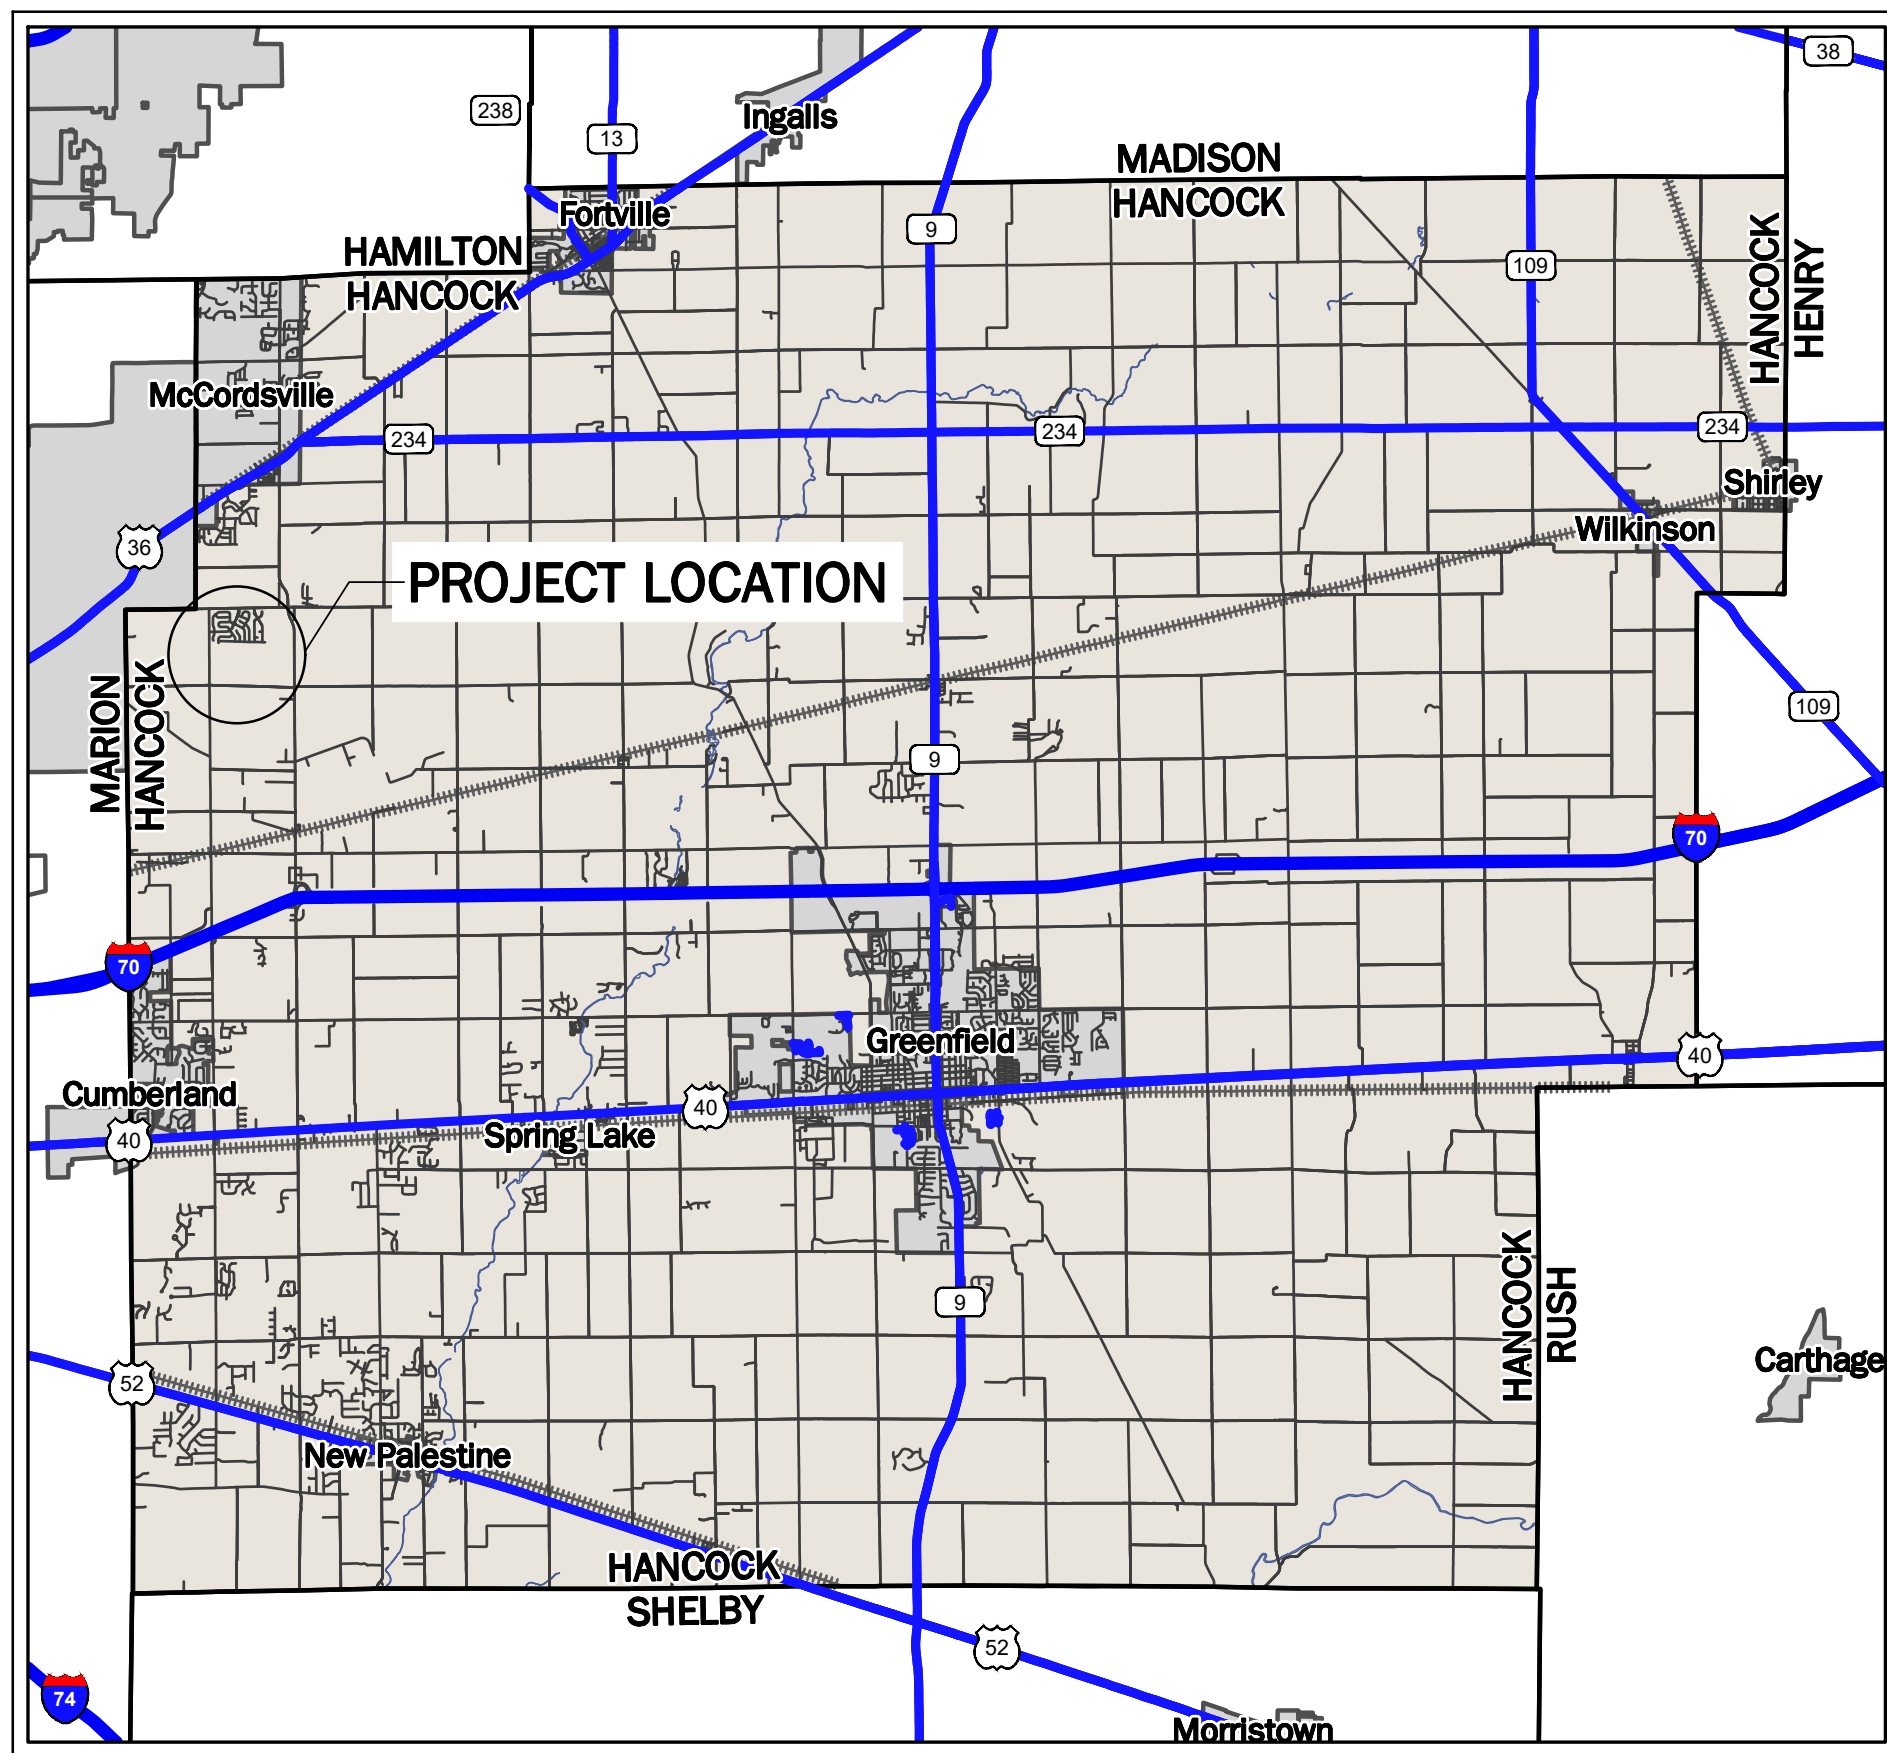 38
238
13
Ingalls
MADISON
HANCOCK
Fortville
9
HAMILTON
HANCOCK
109
HANCOCK
HENRY
McCordsville
234
234
234
Shirley
Wilkinson
36
PROJECT LOCATION
MARION
HANCOCK
109
9
70
70
Greenfield
40
Cumberland
40
40
Spring Lake
9
HANCOCK
RUSH
Carthage
52
New Palestine
HANCOCK
SHELBY
52
74
Morristown